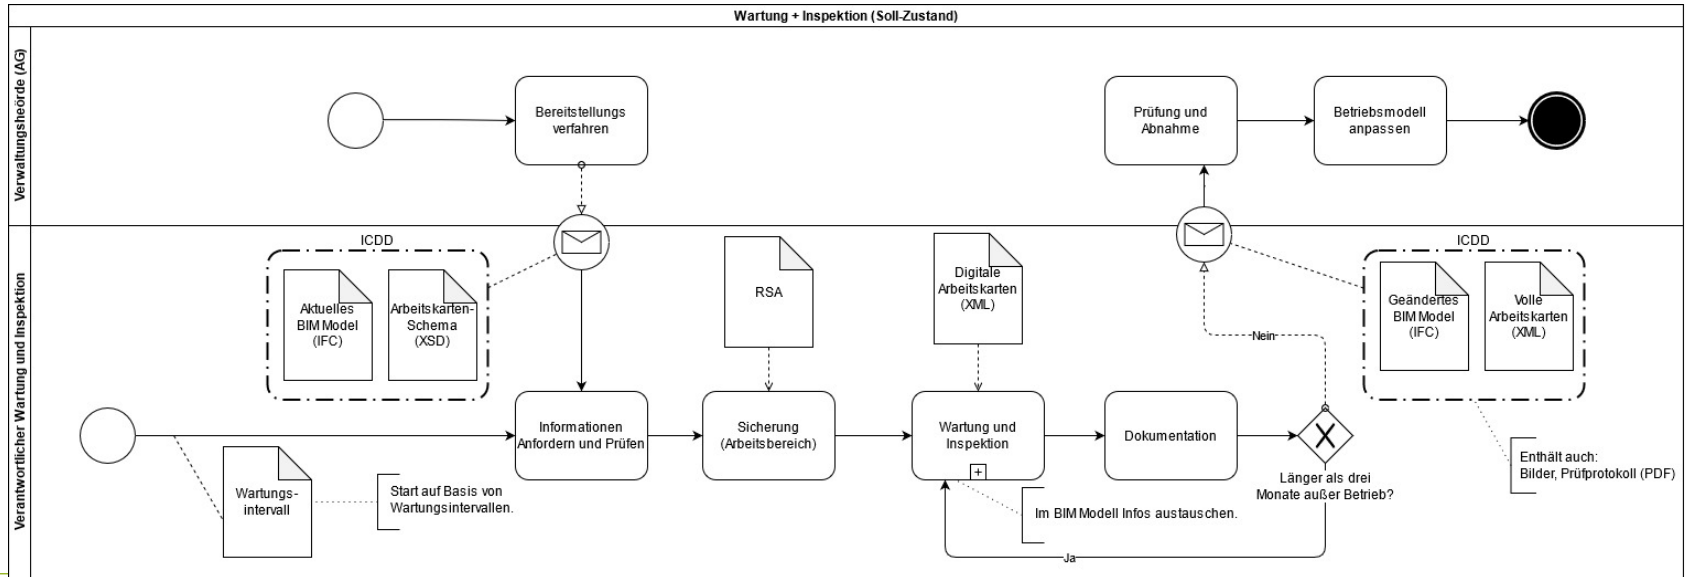 Wartung + Inspektion (Soll-Zustand)
Verwaltungsheörde (AG)
Bereitstellungs
verfahren
Prüfung und
Abnahme
Betriebsmodell
anpassen
Verantwortlicher Wartung und Inspektion
ICDD
Aktuelles
BIM Model
(IFC)
Arbeitskarten-
Schema
(XSD)
RSA
Digitale
Arbeitskarten
(XML)
Nein
ICDD
Geändertes
BIM Model
(IFC)
Volle
Arbeitskarten
(XML)
Informationen
Anfordern und Prüfen
Sicherung
(Arbeitsbereich)
Wartung und
Inspektion
Dokumentation
Länger als drei
Monate außer Betrieb?
Enthält auch:
Bilder, Prüfprotokoll (PDF)
Wartungs-
intervall
Start auf Basis von
Wartungsintervallen.
Im BIM Modell Infos austauschen.
Ja